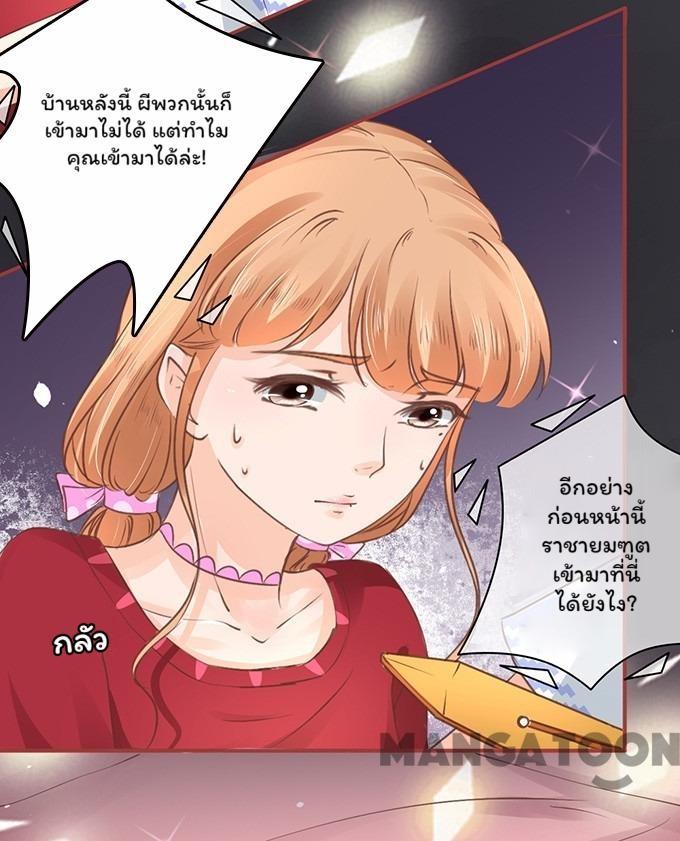 บ้านหลังนี้ ผีพวกนั้นก็
เข้ามาไม่ได้ แต่ทำไม
คุณเข้ามาได้ล่ะ!
อีกอย่าง
ก่อนหน้านี้
ราชายมฑูต
เข้ามาที่นี่
ได้ยังไง?
กลัว
MANGATOON